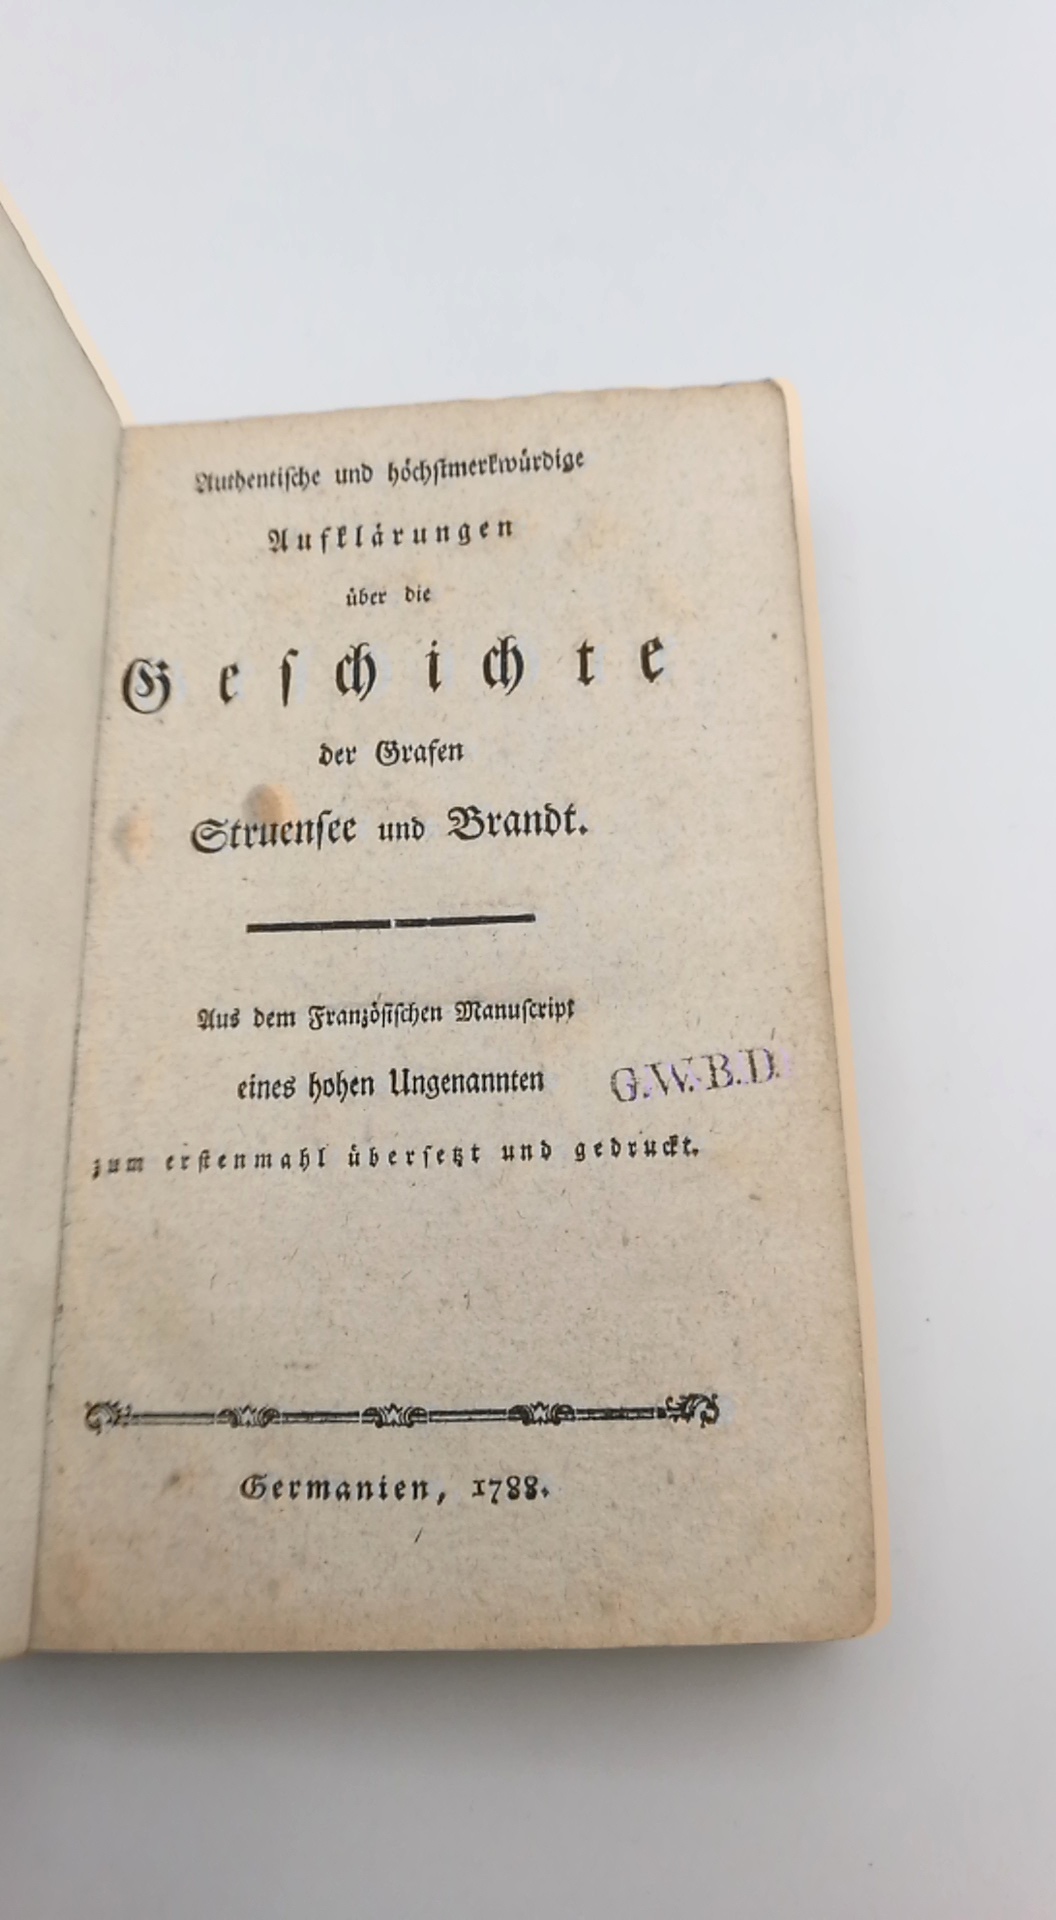 Authentiſche und höchſtmerkwürdige
Aufklärungen
über die
Geſchichte
der Grafen
Struenſee und Brandt.
Aus dem Franzöſiſchen Manuſcript
eines hohen Ungenannten
G.W.B.D.
zum erſtenmahl überſetzt und gedruckt.
Germanien, 1788.